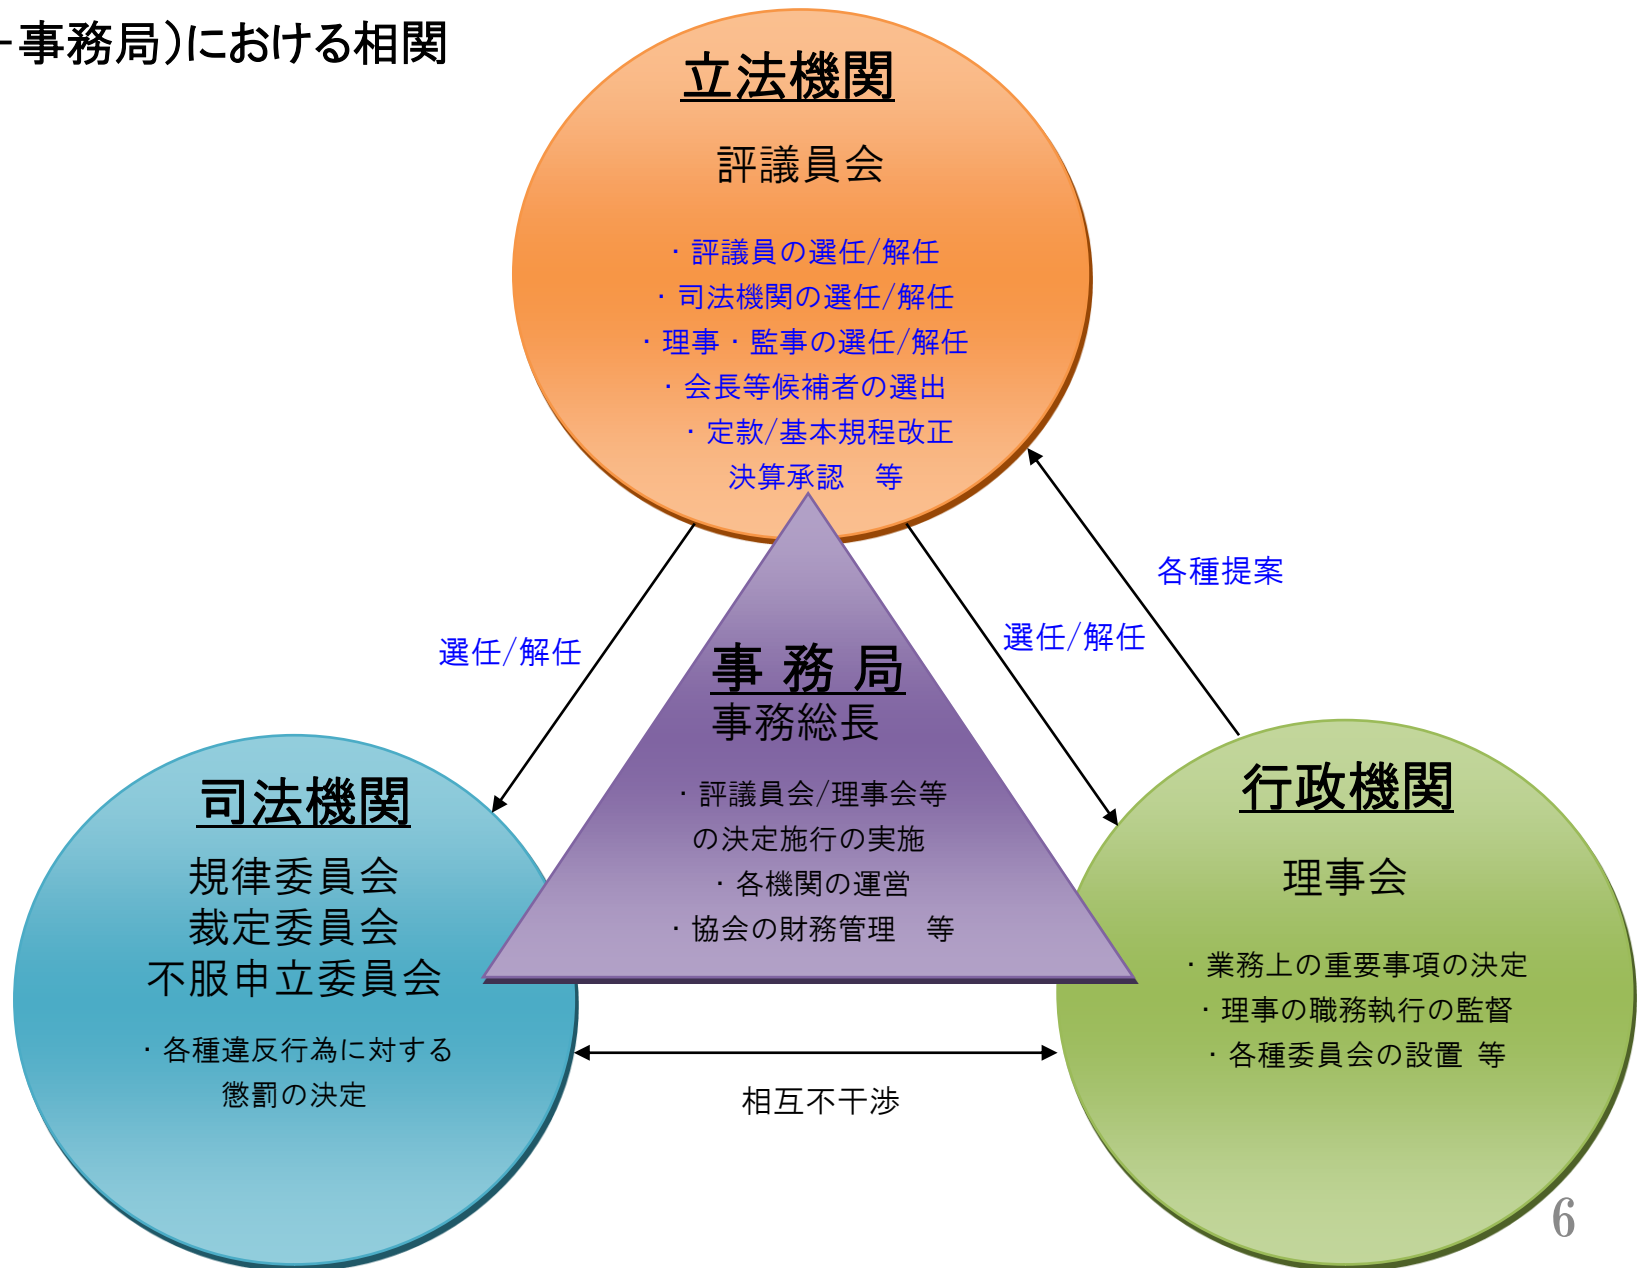 -事務局)における相関
立法機関
評議員会
・評議員の選任/解任
・司法機関の選任/解任
・理事・監事の選任/解任
・会長等候補者の選出
・定款/基本規程改正
決算承認　等
各種提案
選任/解任
選任/解任
事 務 局
事務総長
・評議員会/理事会等
の決定施行の実施
・各機関の運営
・協会の財務管理　等
司法機関
規律委員会
裁定委員会
不服申立委員会
・各種違反行為に対する
懲罰の決定
行政機関
理事会
・業務上の重要事項の決定
・理事の職務執行の監督
・各種委員会の設置 等
相互不干渉
6